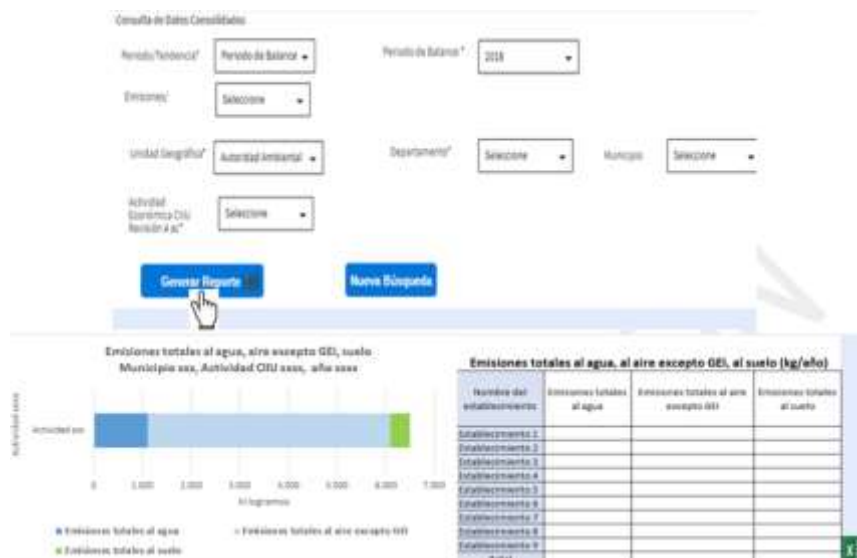 Consulta de Datos Consolidados
Periodo/Tendencia* Periodo de Balance Periodo de Balance * 2018
Emisiones/ Seleccione
Unidad Geográfica* Autoridad Ambiental Departamento* Seleccione Municipio Seleccione
Actividad
Económica CIIU Seleccione
Revisión 4 ac*
Generar Reporte Nueva Búsqueda
Emisiones totales al agua, aire excepto GEI, suelo
Municipio xxx, Actividad CIIU xxxx, año xxxx
Actividad xxxx
Actividad xxx
0 1.000 2.000 3.000 4.000 5.000 6.000 7.000
Kilogramos
Emisiones totales al agua Emisiones totales al aire excepto GEI
Emisiones totales al suelo
Emisiones totales al agua, al aire excepto GEI, al suelo (kg/año)
Nombre del establecimiento Emisiones totales al agua Emisiones totales al aire excepto GEI Emisiones totales al suelo
Establecimiento 1
Establecimiento 2
Establecimiento 3
Establecimiento 4
Establecimiento 5
Establecimiento 6
Establecimiento 7
Establecimiento 8
Establecimiento 9
Total